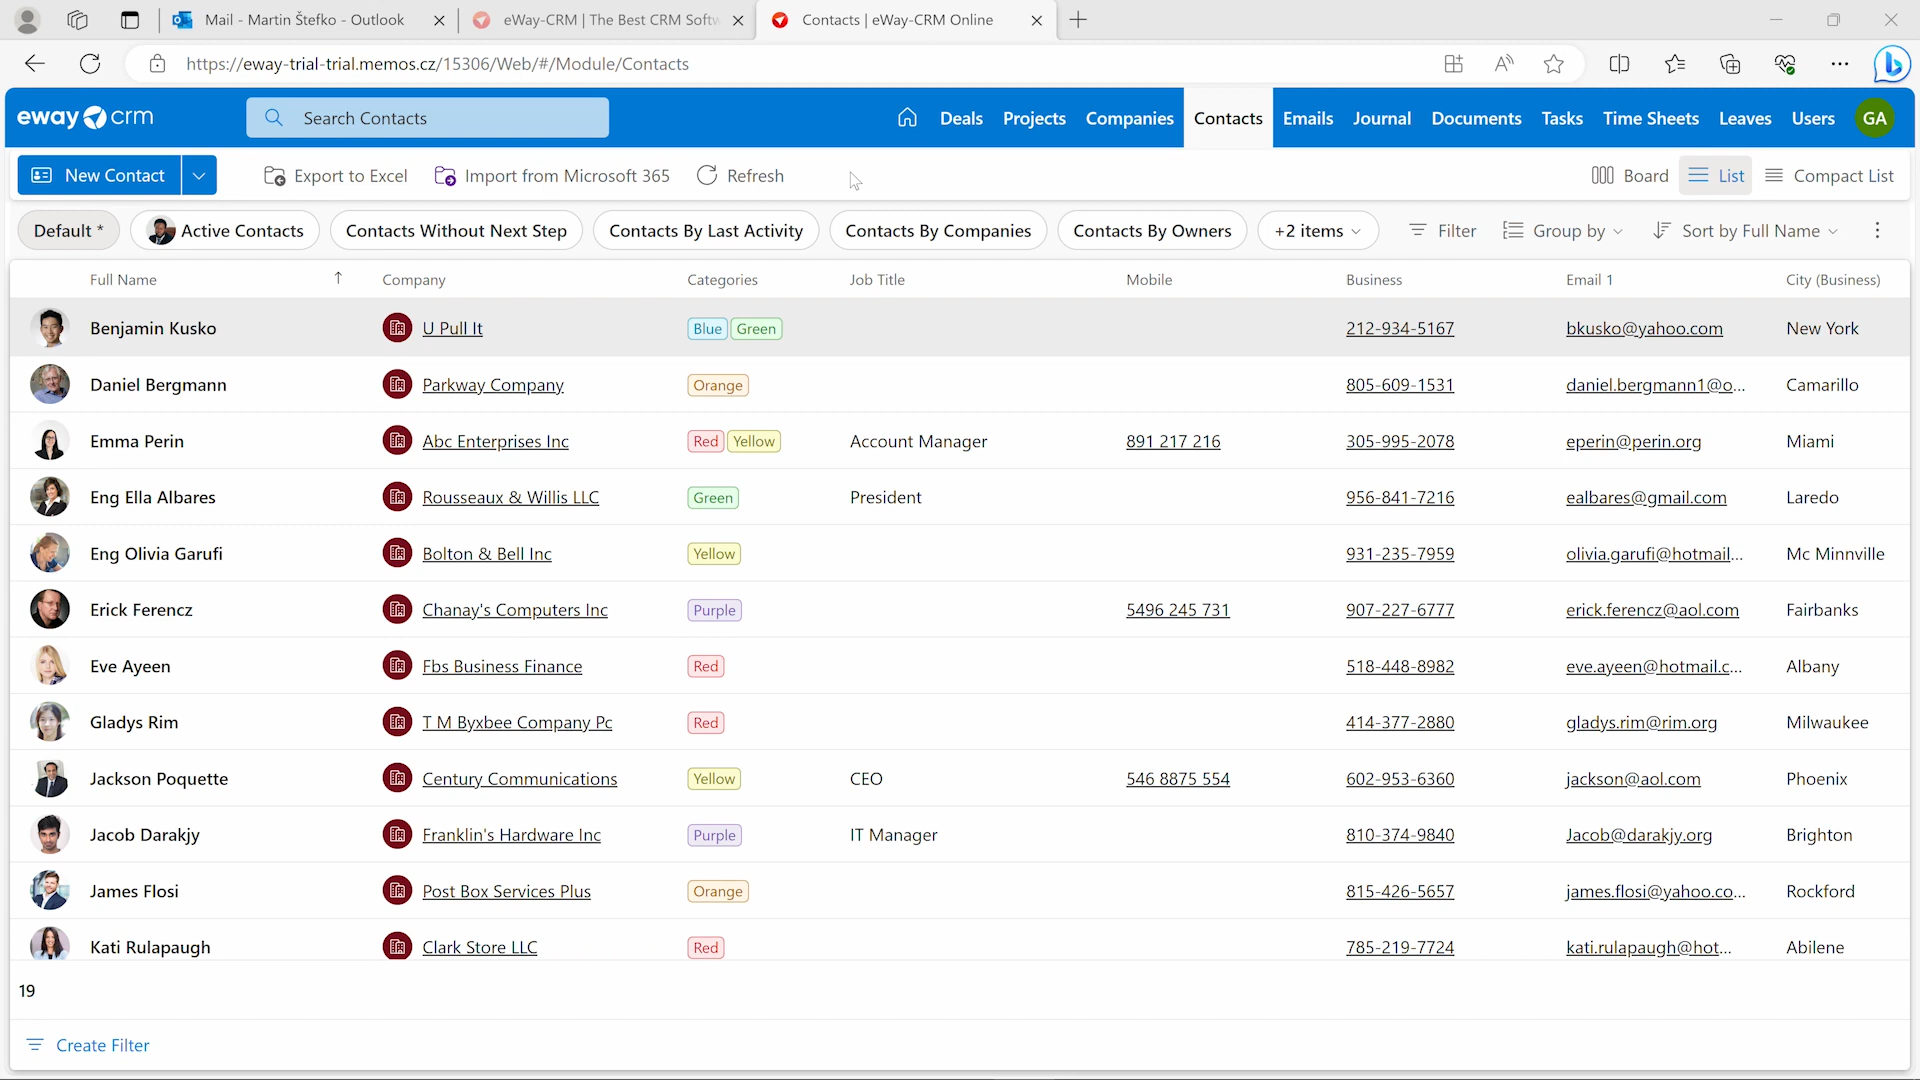 Mail - Martin Štefko - Outlook
eWay-CRM | The Best CRM Softw
Contacts | eWay-CRM Online
https://eway-trial-trial.memos.cz/15306/Web/#/Module/Contacts
eway crm
Search Contacts
Deals Projects Companies Contacts Emails Journal Documents Tasks Time Sheets Leaves Users GA
New Contact Export to Excel Import from Microsoft 365 Refresh Board List Compact List
Default * Active Contacts Contacts Without Next Step Contacts By Last Activity Contacts By Companies Contacts By Owners +2 items Filter Group by Sort by Full Name
Full Name Company Categories Job Title Mobile Business Email 1 City (Business)
Benjamin Kusko U Pull It Blue Green 212-934-5167 bkusko@yahoo.com New York
Daniel Bergmann Parkway Company Orange 805-609-1531 daniel.bergmann1@o... Camarillo
Emma Perin Abc Enterprises Inc Red Yellow Account Manager 891 217 216 305-995-2078 eperin@perin.org Miami
Eng Ella Albares Rousseaux & Willis LLC Green President 956-841-7216 ealbares@gmail.com Laredo
Eng Olivia Garufi Bolton & Bell Inc Yellow 931-235-7959 olivia.garufi@hotmail... Mc Minnville
Erick Ferencz Chanay's Computers Inc Purple 5496 245 731 907-227-6777 erick.ferencz@aol.com Fairbanks
Eve Ayeen Fbs Business Finance Red 518-448-8982 eve.ayeen@hotmail.c... Albany
Gladys Rim T M Byxbee Company Pc Red 414-377-2880 gladys.rim@rim.org Milwaukee
Jackson Poquette Century Communications Yellow CEO 546 8875 554 602-953-6360 jackson@aol.com Phoenix
Jacob Darakjy Franklin's Hardware Inc Purple IT Manager 810-374-9840 Jacob@darakjy.org Brighton
James Flosi Post Box Services Plus Orange 815-426-5657 james.flosi@yahoo.co... Rockford
Kati Rulapaugh Clark Store LLC Red 785-219-7724 kati.rulapaugh@hot... Abilene
19
Create Filter